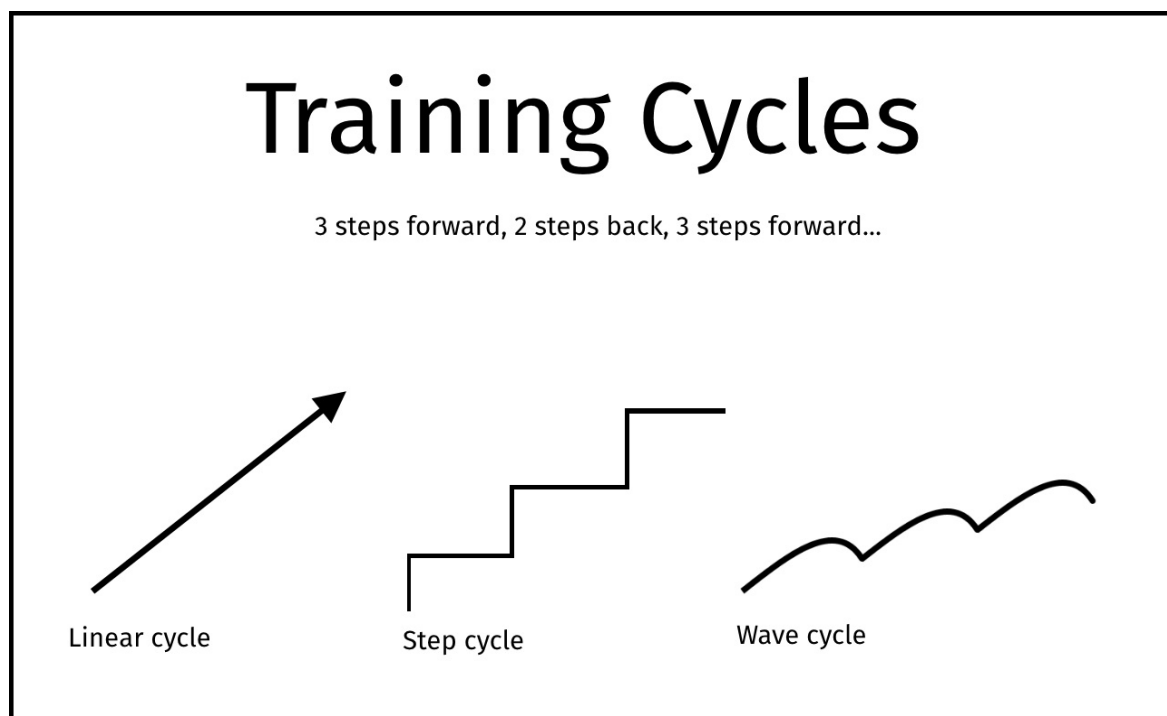 Training Cycles
3 steps forward, 2 steps back, 3 steps forward...
Linear cycle
Step cycle
Wave cycle